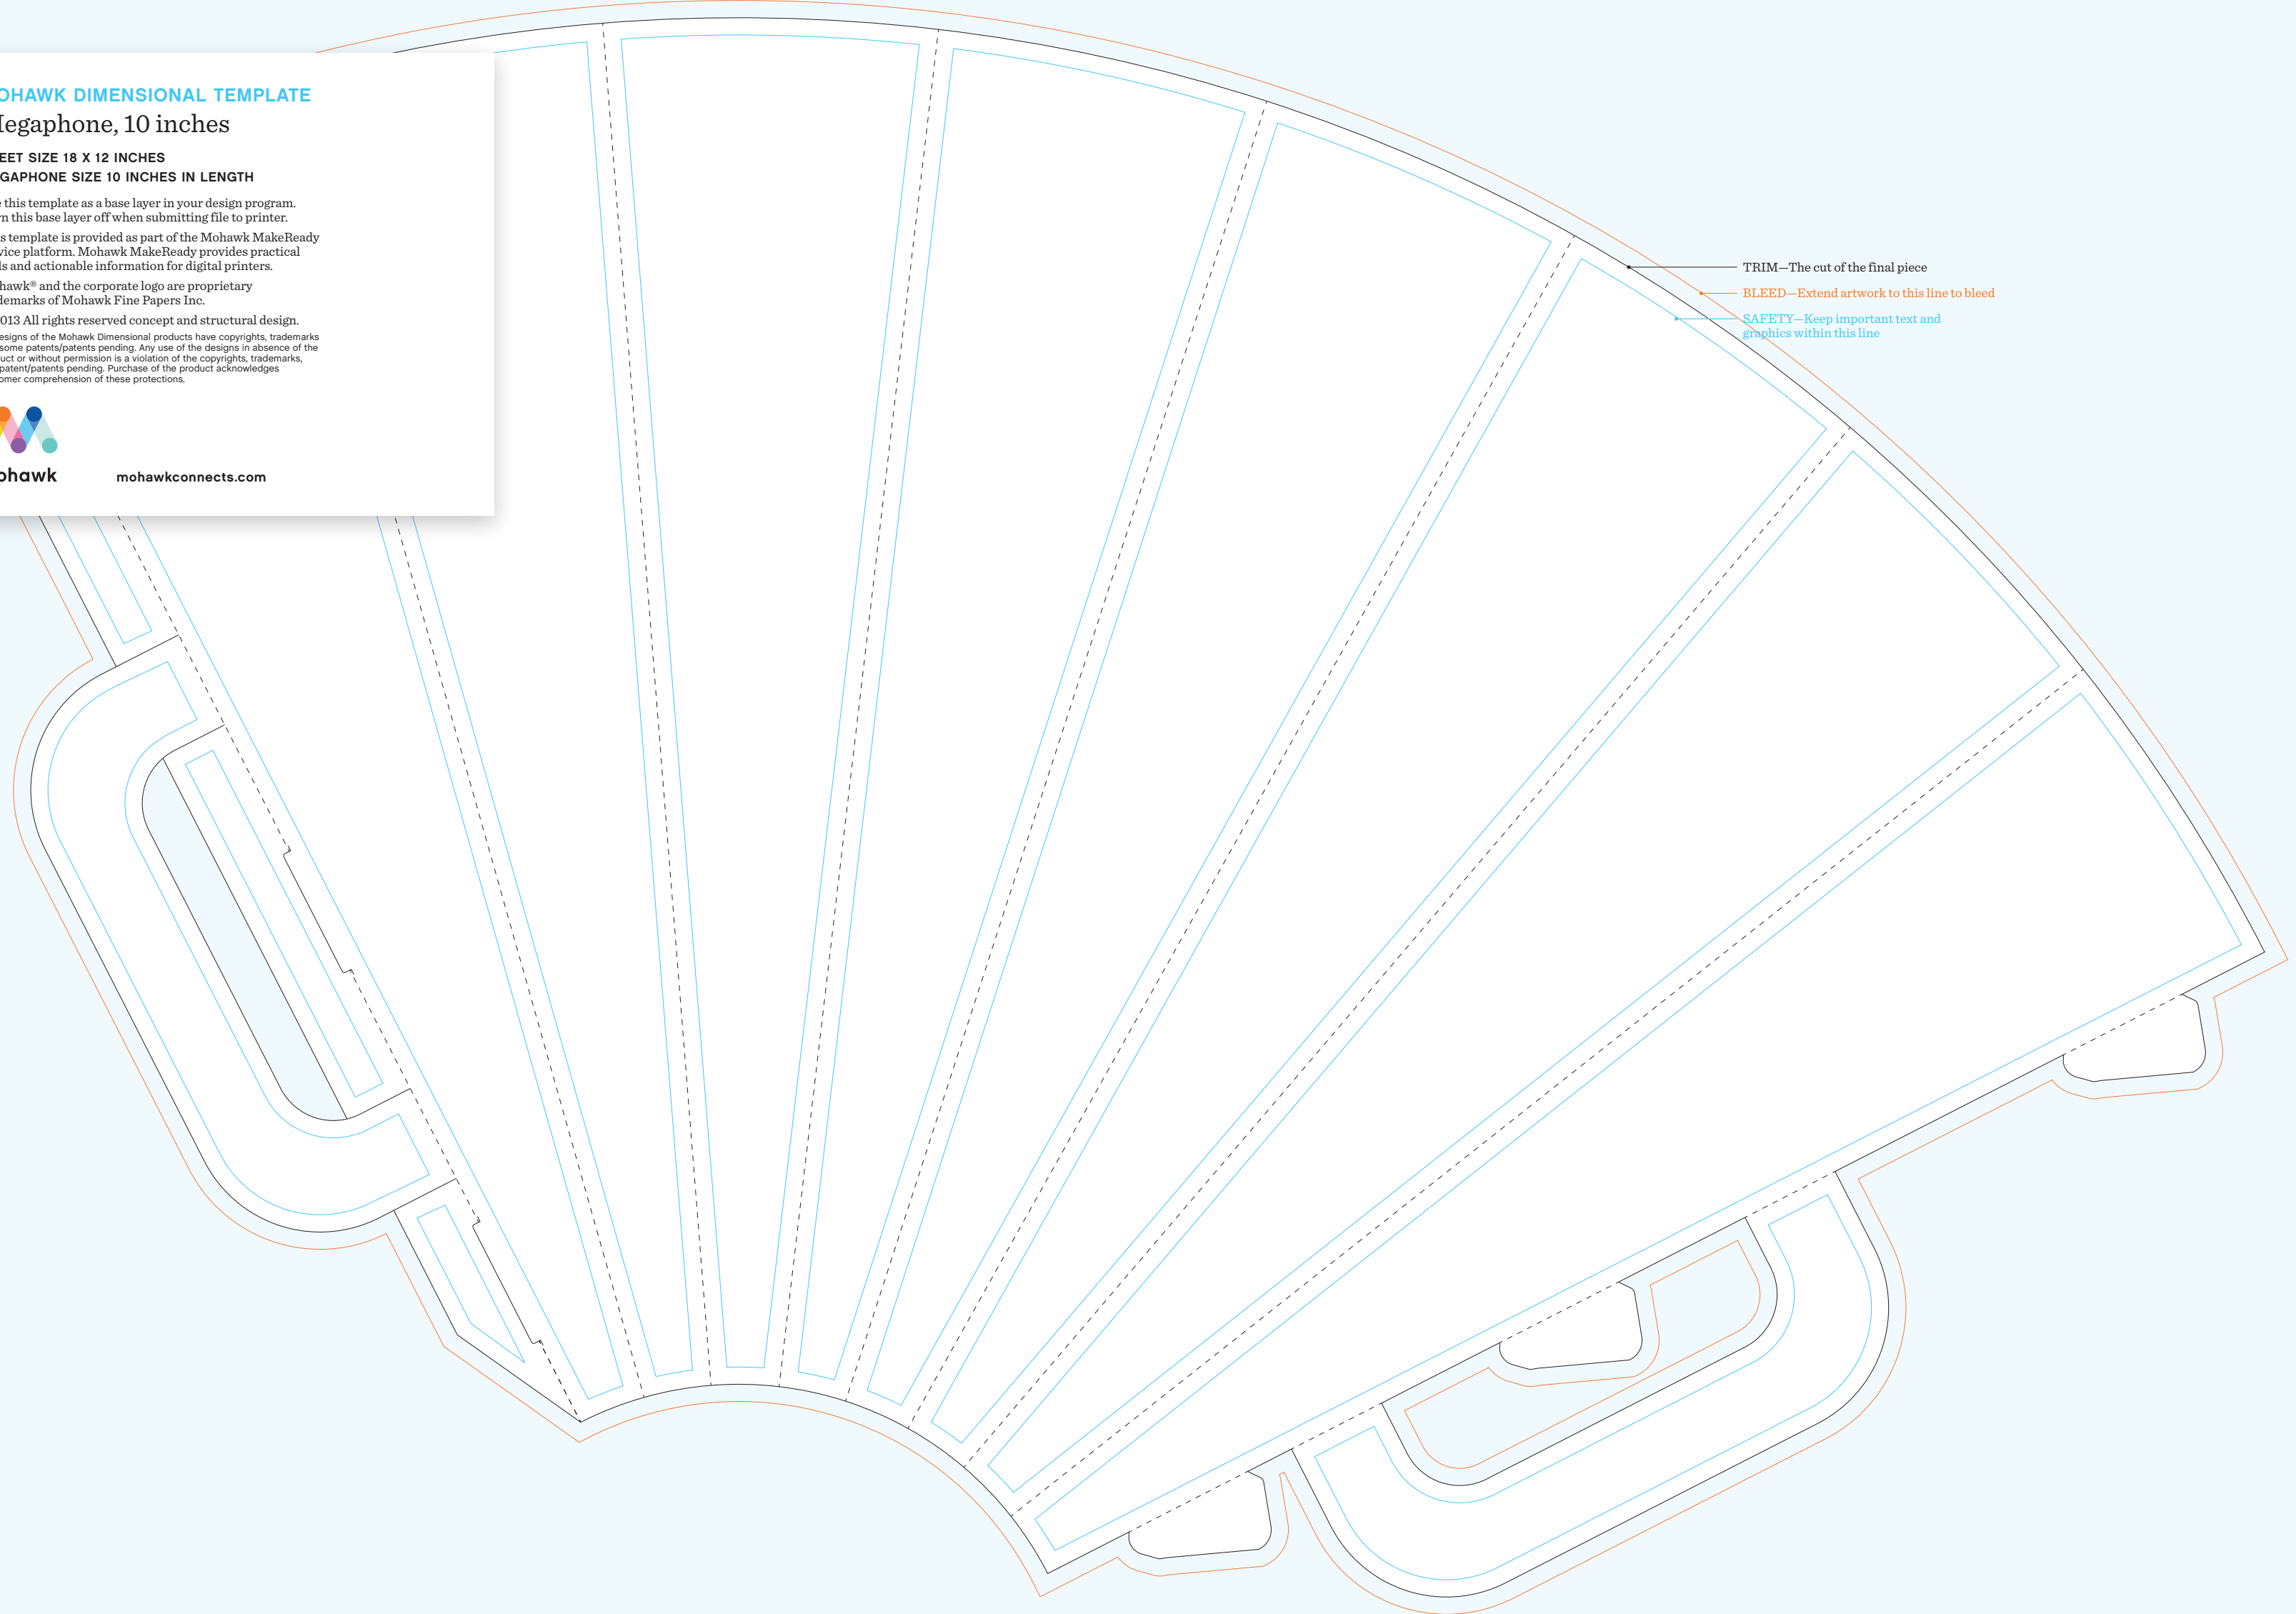 OHAWK DIMENSIONAL TEMPLATE
egaphone, 10 inches
EET SIZE 18 X 12 INCHES
GAPHONE SIZE 10 INCHES IN LENGTH
e this template as a base layer in your design program.
n this base layer off when submitting file to printer.
s template is provided as part of the Mohawk MakeReady
vice platform. Mohawk MakeReady provides practical
ls and actionable information for digital printers.
hawk® and the corporate logo are proprietary
demarks of Mohawk Fine Papers Inc.
013 All rights reserved concept and structural design.
esigns of the Mohawk Dimensional products have copyrights, trademarks
some patents/patents pending. Any use of the designs in absence of the
uct or without permission is a violation of the copyrights, trademarks,
patent/patents pending. Purchase of the product acknowledges
omer comprehension of these protections.
ohawk
mohawkconnects.com
TRIM—The cut of the final piece
BLEED—Extend artwork to this line to bleed
SAFETY—Keep important text and
graphics within this line